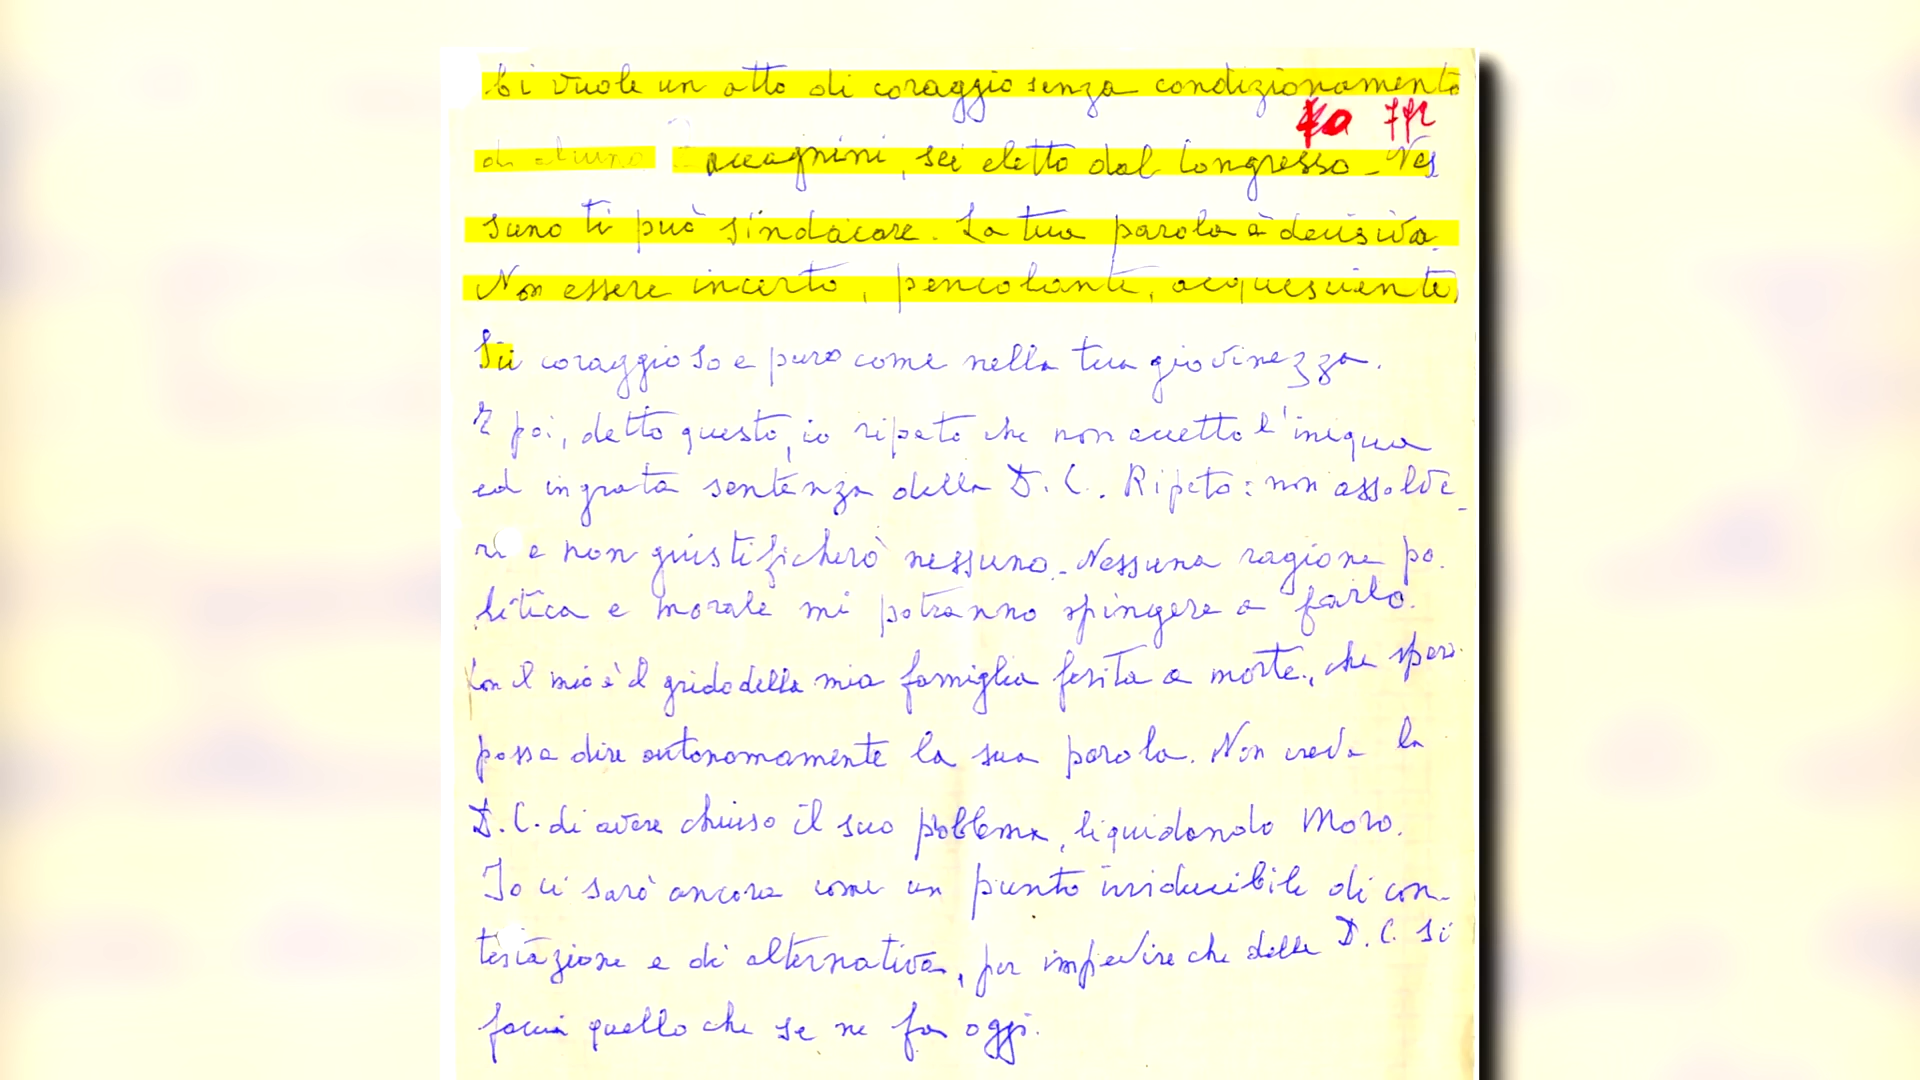 Ci vuole un atto di coraggio senza condizionamento
di alcuno Zaccagnini, sei eletto dal Congresso - Nes
suno ti può sindacare. La tua parola è decisiva.
Non essere incerto, pencolante, acquiescente,
Sii coraggioso e puro come nella tua giovinezza.
E poi, detto questo, io ripeto che non accetto l'iniqua
ed ingrata sentenza della D.C. Ripeto: non assolve-
rò e non giustificherò nessuno. Nessuna ragione po.
litica e morale mi potranno spingere a farlo.
Con il mio è il grido della mia famiglia ferita a morte, che spero
possa dire autonomamente la sua parola. Non creda la
D.C. di avere chiuso il suo problema, liquidando Moro.
Io ci sarò ancora come un punto irriducibile di con-
testazione e di alternativa, per impedire che della D.C. si
faccia quello che se ne fa oggi.